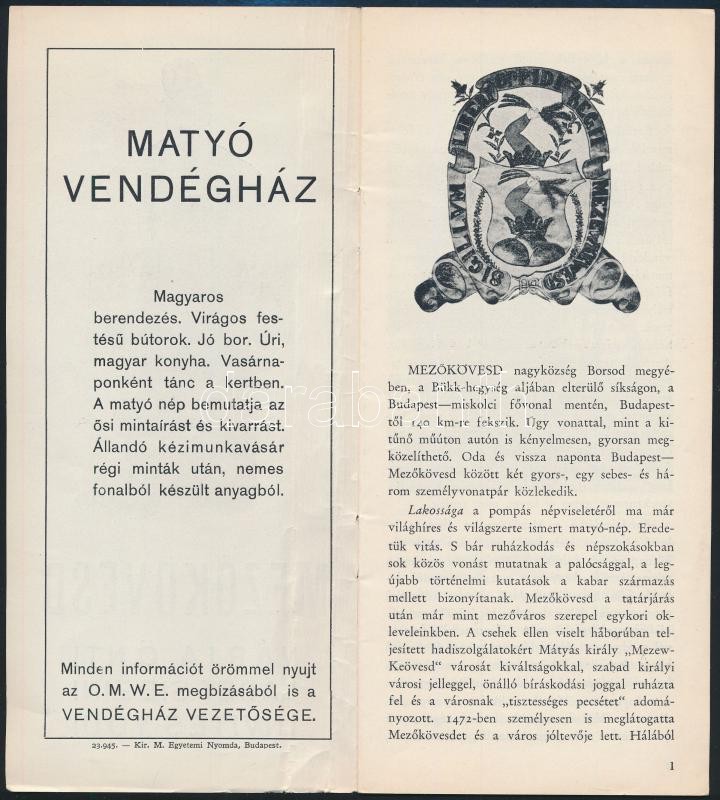 MATYÓ
VENDÉGHÁZ
Magyaros
berendezés. Virágos fes-
tésű bútorok. Jó bor. Úri,
magyar konyha. Vasárna-
ponként tánc a kertben.
A matyó nép bemutatja az
ősi mintaírást és kivarrást.
Állandó kézimunkavásár
régi minták után, nemes
fonalból készült anyagból.
Minden információt örömmel nyujt
az O. M. W. E. megbízásából is a
VENDÉGHÁZ VEZETŐSÉGE.
23.945. — Kir. M. Egyetemi Nyomda, Budapest.
SIGILLVM
MEZŐKÖVESD nagyközség Borsod megyé-
ben, a Bükk-hegység aljában elterülő síkságon, a
Budapest—miskolci fővonal mentén, Budapest-
től 140 km-re fekszik. Úgy vonattal, mint a ki-
tűnő műúton autón is kényelmesen, gyorsan meg-
közelíthető. Oda és vissza naponta Budapest—
Mezőkövesd között két gyors-, egy sebes- és há-
rom személyvonatpár közlekedik.
Lakossága a pompás népviseletéről ma már
világhíres és világszerte ismert matyó-nép. Erede-
tük vitás. S bár ruházkodás és népszokásokban
sok közös vonást mutatnak a palócsággal, a leg-
újabb történelmi kutatások a kabar származás
mellett bizonyítanak. Mezőkövesd a tatárjárás
után már mint mezőváros szerepel egykori ok-
leveleinkben. A csehek ellen viselt háborúban tel-
jesített hadiszolgálatokért Mátyás király „Mezew-
Keövesd” városát kiváltságokkal, szabad királyi
városi jelleggel, önálló bíráskodási joggal ruházta
fel és a városnak „tisztességes pecsétet” adomá-
nyozott. 1472-ben személyesen is meglátogatta
Mezőkövesdet és a város jóltevője lett. Hálából
1